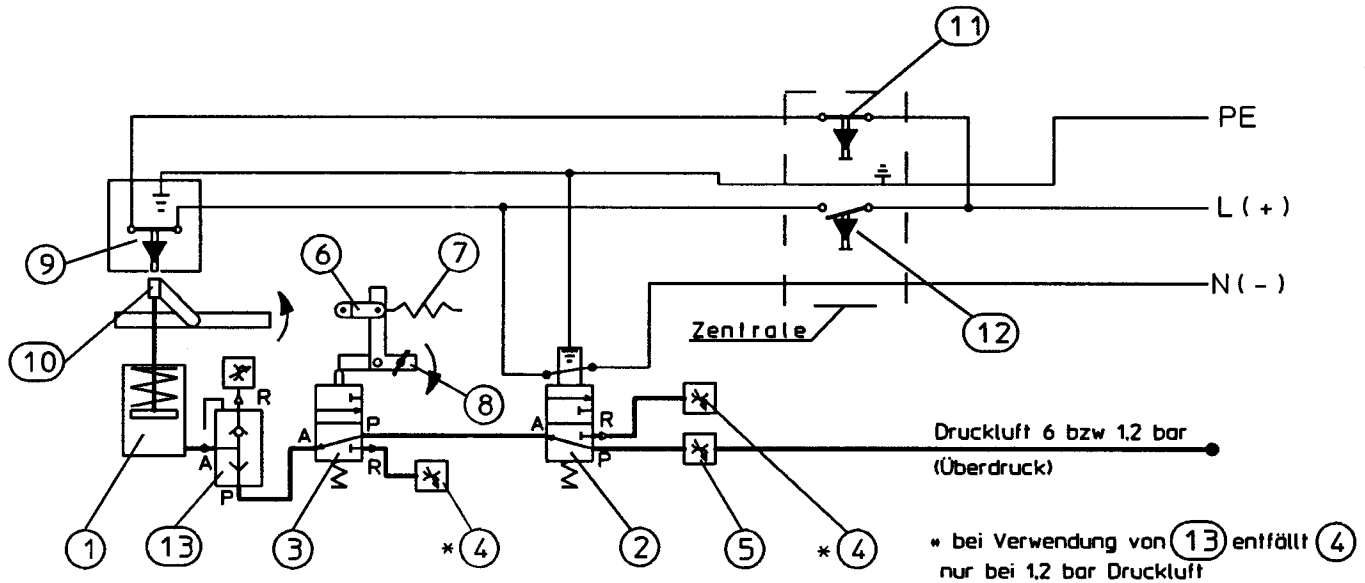 11
PE
L (+)
9
6
7
N (-)
Zentrale
12
10
8
R
A
P
A
P
R
A
R
P
Druckluft 6 bzw 1,2 bar
(Überdruck)
1
13
3
* 4
2
5
* 4
* bei Verwendung von 13 entfällt 4
nur bei 1,2 bar Druckluft